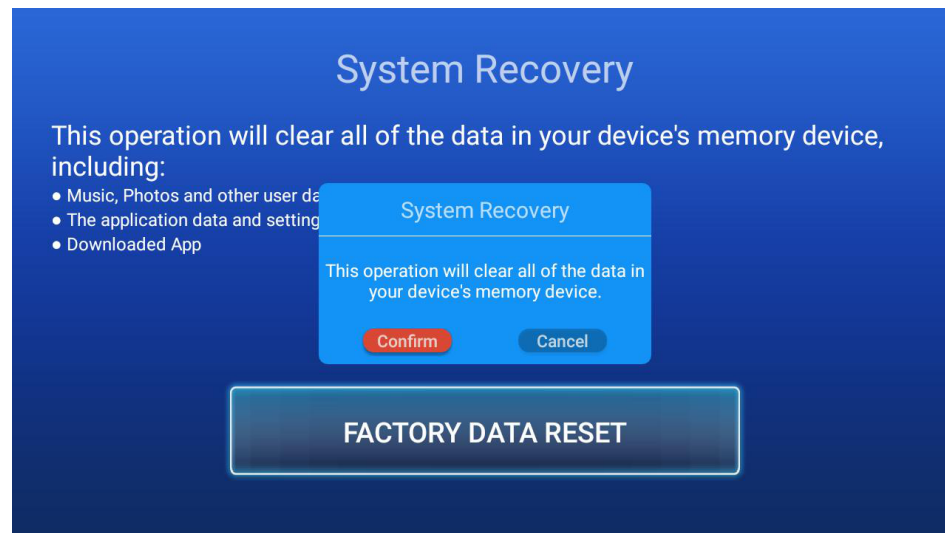 System Recovery
This operation will clear all of the data in your device's memory device,
including:
● Music, Photos and other user da
● The application data and setting
● Downloaded App
System Recovery
This operation will clear all of the data in
your device's memory device.
Confirm Cancel
FACTORY DATA RESET